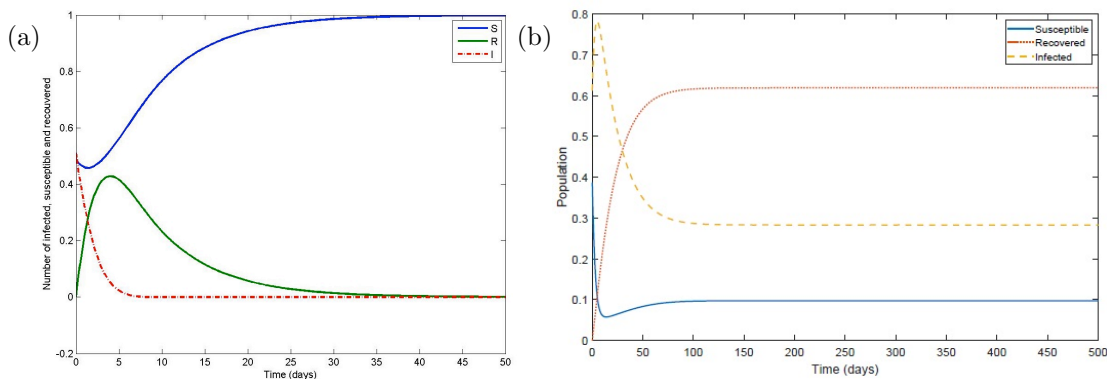 (a)
Number of infected, susceptible and recouvered
1
0.8
0.6
0.4
0.2
0
-0.2
0 5 10 15 20 25 30 35 40 45 50
Time (days)
S
R
I
(b)
Population
0.8
0.7
0.6
0.5
0.4
0.3
0.2
0.1
0
0 50 100 150 200 250 300 350 400 450 500
Time (days)
Susceptible
Recovered
Infected